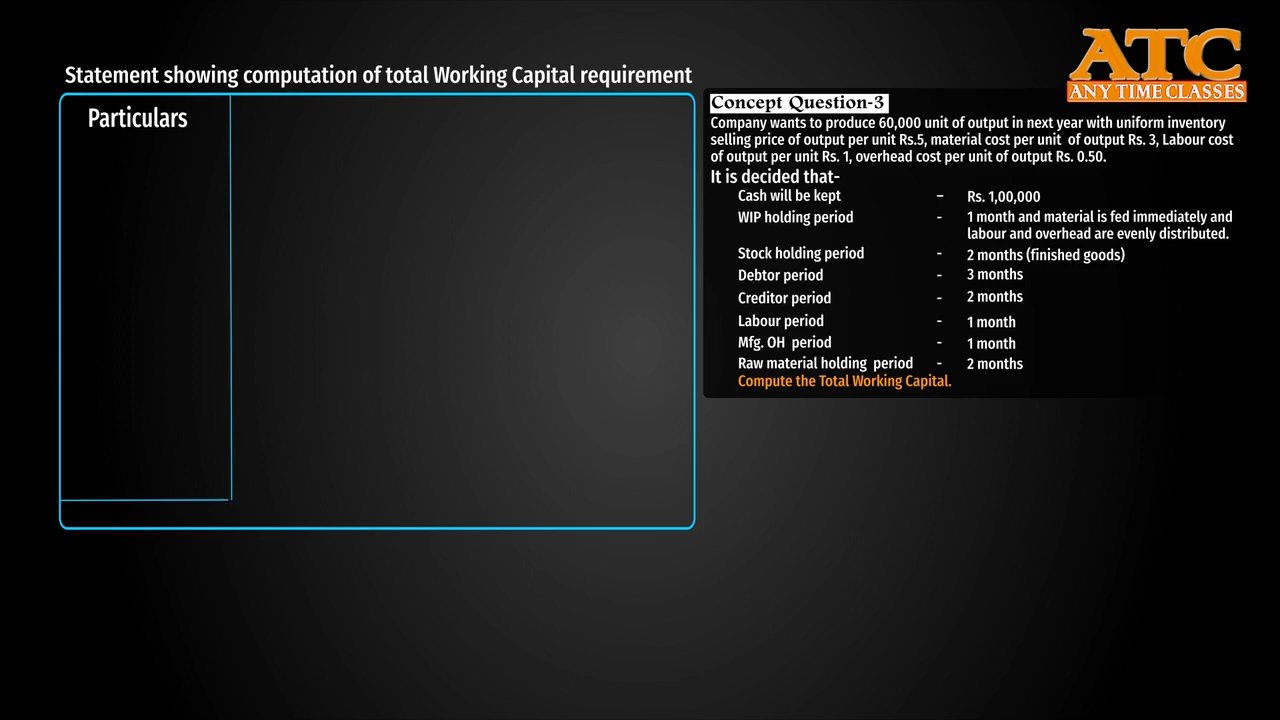 ATC
ANY TIME CLASSES
Statement showing computation of total Working Capital requirement
Particulars
Concept Question-3
Company wants to produce 60,000 unit of output in next year with uniform inventory
selling price of output per unit Rs.5, material cost per unit of output Rs. 3, Labour cost
of output per unit Rs. 1, overhead cost per unit of output Rs. 0.50.
It is decided that-
Cash will be kept – Rs. 1,00,000
WIP holding period - 1 month and material is fed immediately and
labour and overhead are evenly distributed.
Stock holding period - 2 months (finished goods)
Debtor period - 3 months
Creditor period - 2 months
Labour period - 1 month
Mfg. OH period - 1 month
Raw material holding period - 2 months
Compute the Total Working Capital.